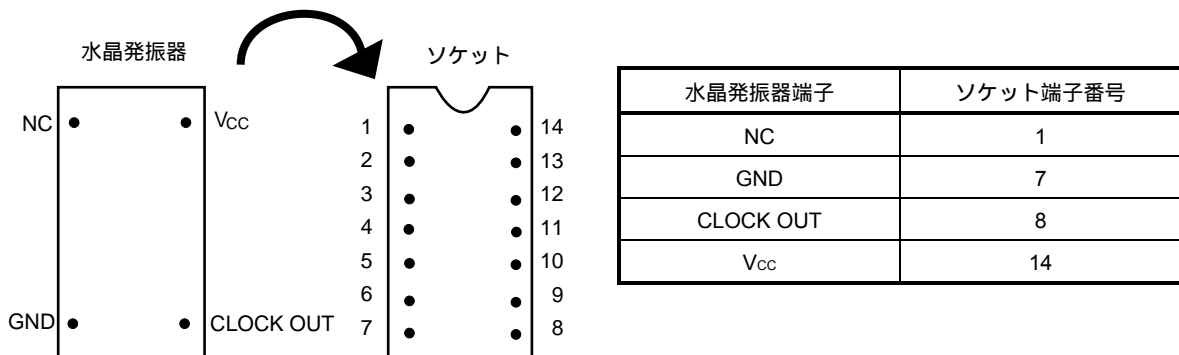 水晶発振器
NC
VCC
GND
CLOCK OUT
ソケット
1
2
3
4
5
6
7
14
13
12
11
10
9
8
水晶発振器端子 ソケット端子番号
NC 1
GND 7
CLOCK OUT 8
VCC 14